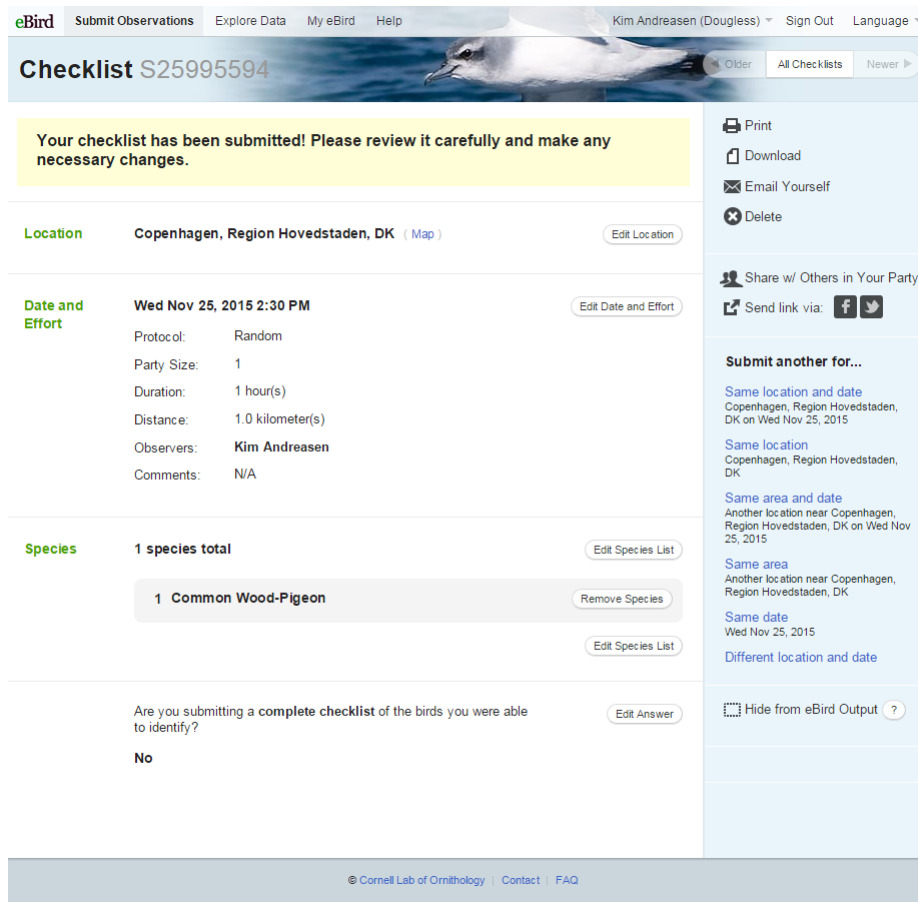 eBird Submit Observations Explore Data My eBird Help Kim Andreasen (Dougless) Sign Out Language
Checklist S25995594
Older All Checklists Newer
Your checklist has been submitted! Please review it carefully and make any
necessary changes.
Location Copenhagen, Region Hovedstaden, DK ( Map ) Edit Location
Date and
Effort
Wed Nov 25, 2015 2:30 PM Edit Date and Effort
Protocol: Random
Party Size: 1
Duration: 1 hour(s)
Distance: 1.0 kilometer(s)
Observers: Kim Andreasen
Comments: N/A
Species 1 species total Edit Species List
1 Common Wood-Pigeon Remove Species
Edit Species List
Are you submitting a complete checklist of the birds you were able
to identify?
Edit Answer
No
Print
Download
Email Yourself
Delete
Share w/ Others in Your Party
Send link via: f
Submit another for...
Same location and date
Copenhagen, Region Hovedstaden,
DK on Wed Nov 25, 2015
Same location
Copenhagen, Region Hovedstaden,
DK
Same area and date
Another location near Copenhagen,
Region Hovedstaden, DK on Wed Nov
25, 2015
Same area
Another location near Copenhagen,
Region Hovedstaden, DK
Same date
Wed Nov 25, 2015
Different location and date
Hide from eBird Output ?
© Cornell Lab of Ornithology | Contact | FAQ